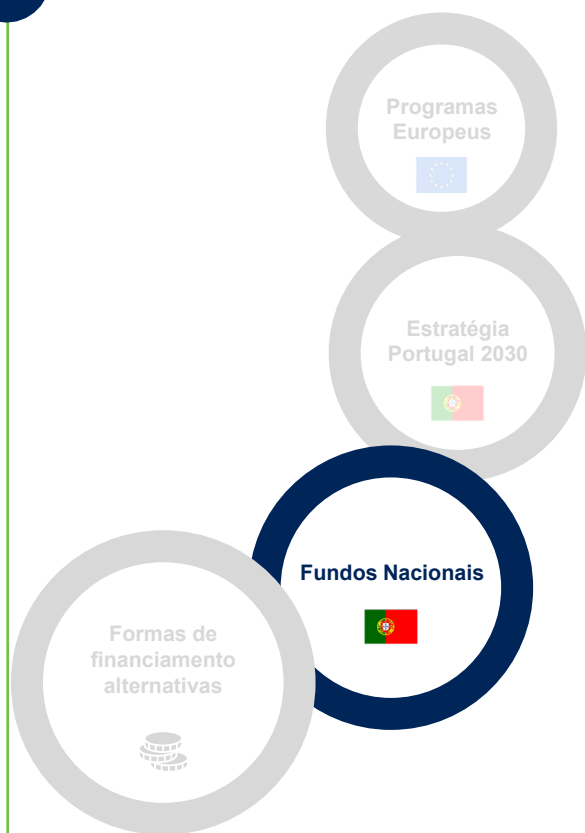 Programas
Europeus
Estratégia
Portugal 2030
Fundos Nacionais
Formas de
financiamento
alternativas